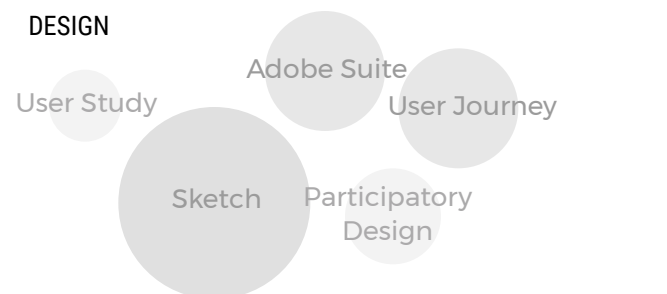 DESIGN
Adobe Suite
User Study
User Journey
Sketch
Participatory
Design